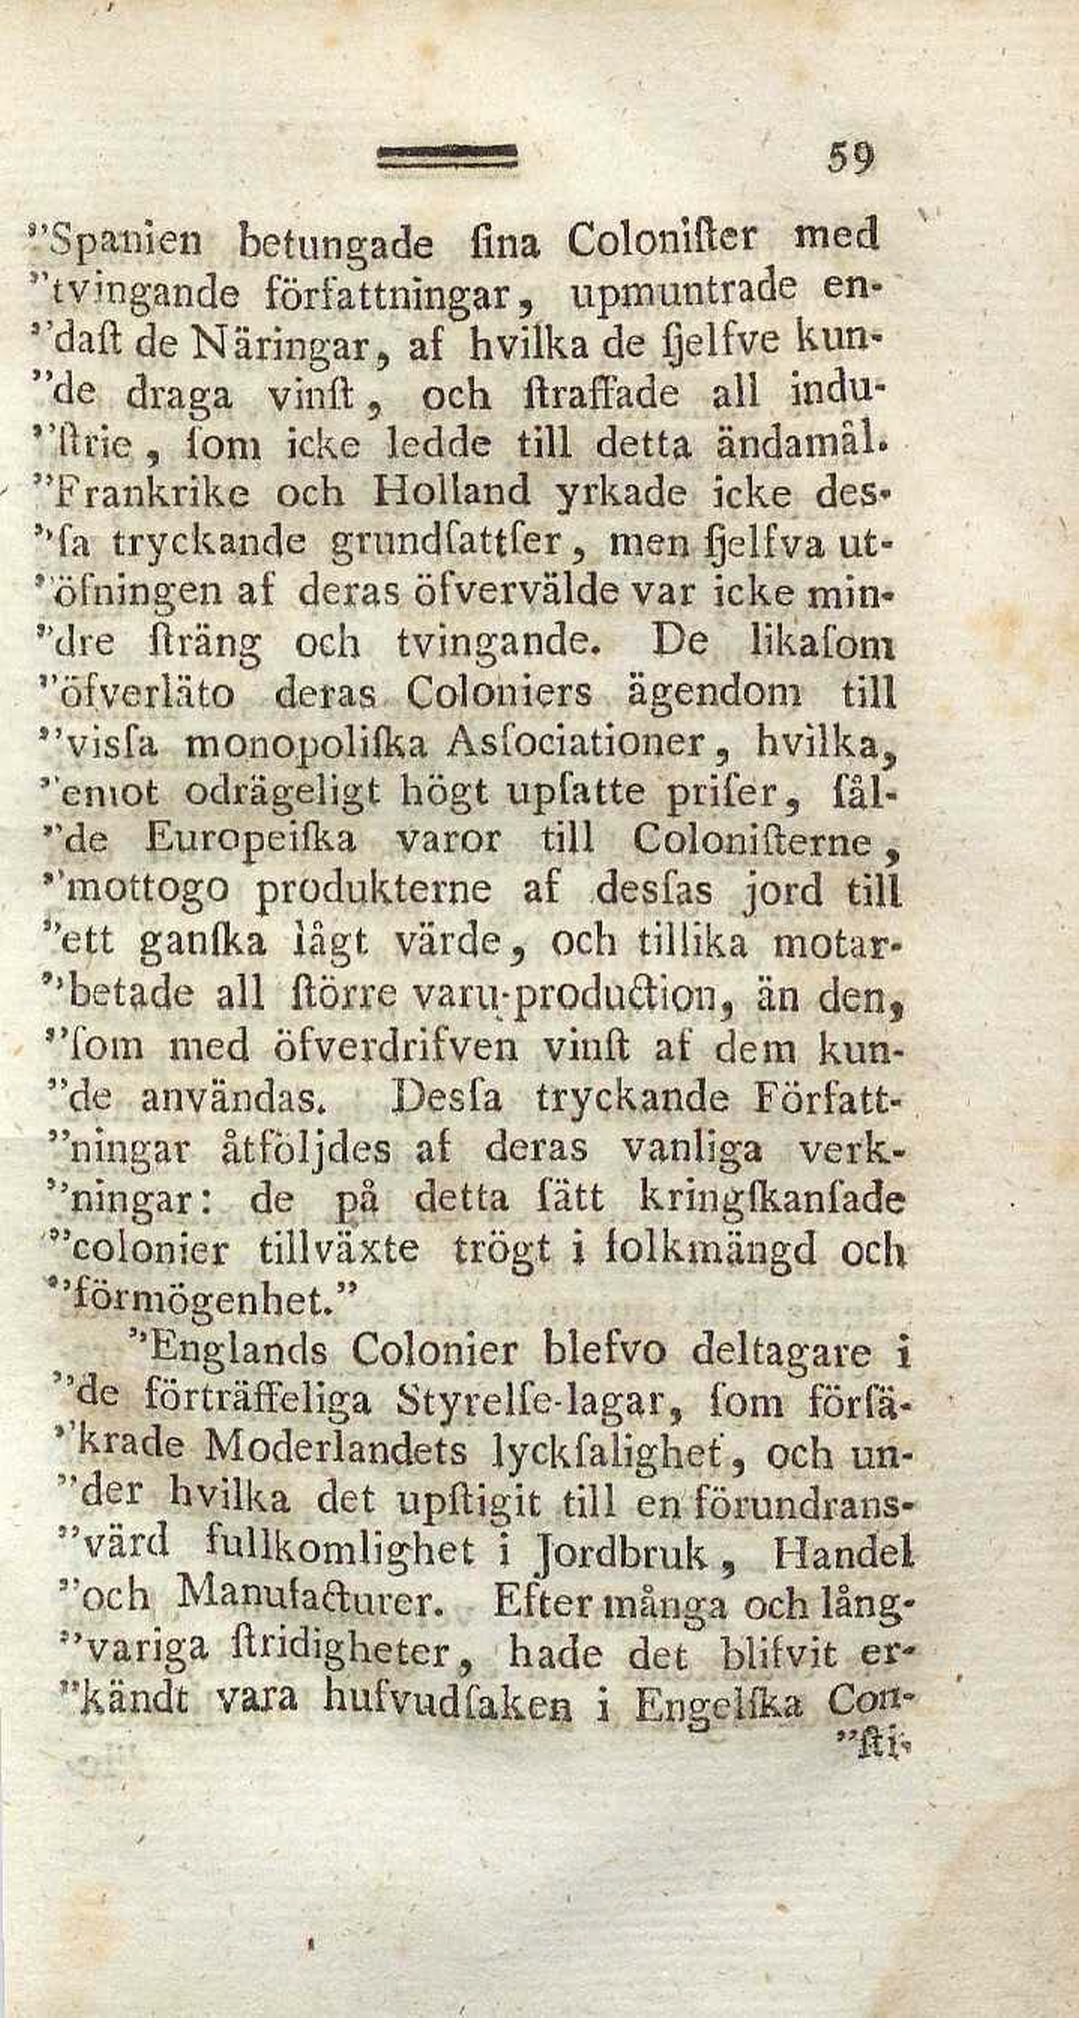 59
”Spanien betungade ſina Coloniſter med
”tvingande författningar, upmuntrade en-
”daſt de Näringar, af hvilka de ſjelfve kun-
”de draga vinſt, och ſtraffade all indu-
”ſtrie, ſom icke ledde till detta ändamål.
”Frankrike och Holland yrkade icke des-
”ſa tryckande grundſattſer, men ſjelfva ut-
”öfningen af deras öfvervälde var icke min-
”dre ſträng och tvingande. De likaſom
”öfverläto deras Coloniers ägendom till
”visſa monopoliſka Asſociationer, hvilka,
”emot odrägeligt högt upſatte priſer, ſål-
”de Europeiſka varor till Coloniſterne,
”mottogo produkterne af desſas jord till
”ett ganſka lågt värde, och tillika motar-
”betade all ſtörre varu-production, än den,
”ſom med öfverdrifven vinſt af dem kun-
”de användas. Desſa tryckande Författ-
”ningar åtföljdes af deras vanliga verk-
”ningar: de på detta ſätt kringſkanſade
”colonier tillväxte trögt i folkmängd och
”förmögenhet.”
”Englands Colonier blefvo deltagare i
”de förträffeliga Styrelſe-lagar, ſom förſä-
”krade Moderlandets lyckſalighet, och un-
”der hvilka det upſtigit till en förundrans-
”värd fullkomlighet i Jordbruk, Handel
”och Manufacturer. Efter många och lång-
”variga ſtridigheter, hade det blifvit er-
”kändt vara hufvudſaken i Engelſka Con-
”ſti-